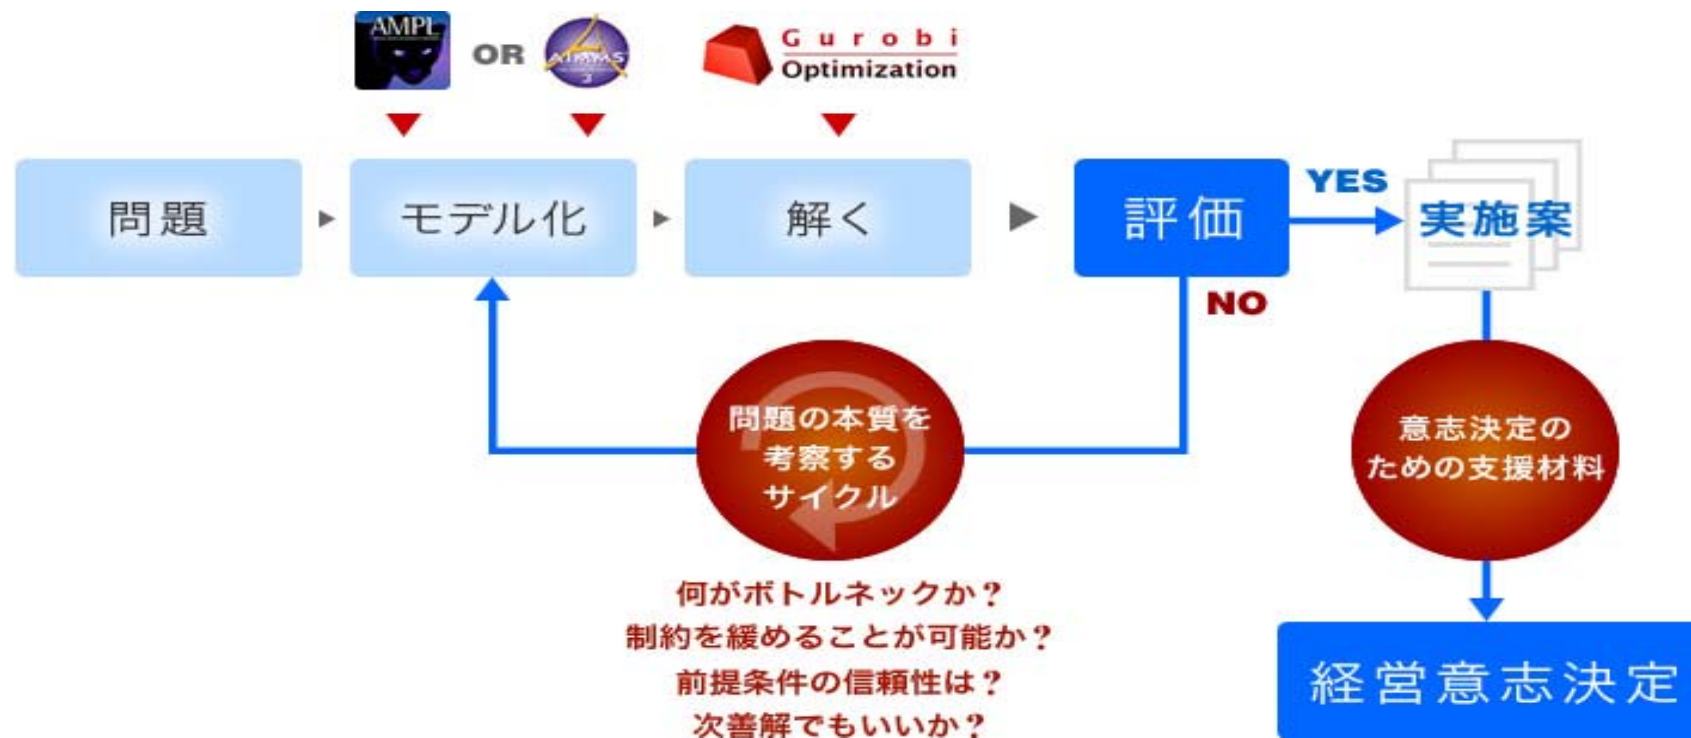 AMPL
OR
AIMMS
3
Gurobi
Optimization
問題
モデル化
解く
評価
YES
実施案
NO
問題の本質を
考察する
サイクル
意志決定の
ための支援材料
何がボトルネックか?
制約を緩めることが可能か?
前提条件の信頼性は?
次善解でもいいか?
経営意志決定